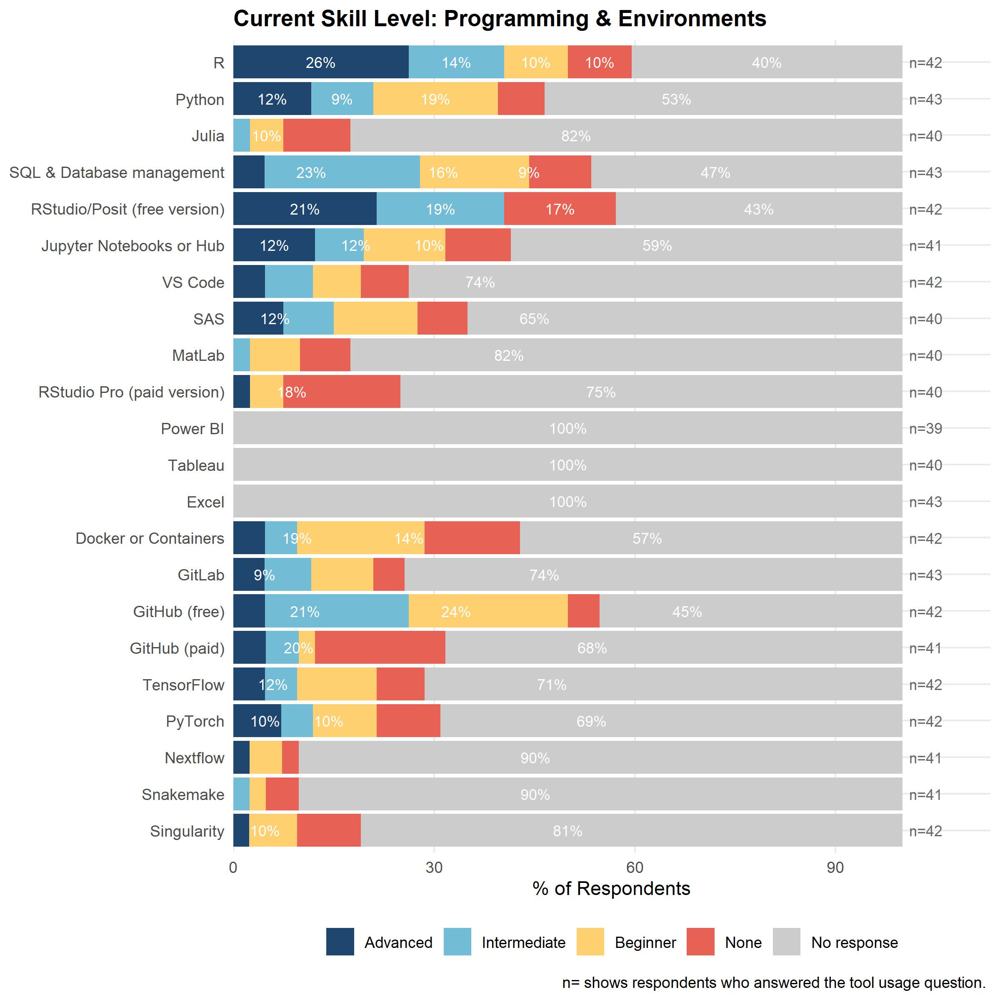 Current Skill Level: Programming & Environments
R 26% 14% 10% 10% 40% n=42
Python 12% 9% 19% 53% n=43
Julia 10% 82% n=40
SQL & Database management 23% 16% 9% 47% n=43
RStudio/Posit (free version) 21% 19% 17% 43% n=42
Jupyter Notebooks or Hub 12% 12% 10% 59% n=41
VS Code 74% n=42
SAS 12% 65% n=40
MatLab 82% n=40
RStudio Pro (paid version) 18% 75% n=40
Power BI 100% n=39
Tableau 100% n=40
Excel 100% n=43
Docker or Containers 19% 14% 57% n=42
GitLab 9% 74% n=43
GitHub (free) 21% 24% 45% n=42
GitHub (paid) 20% 68% n=41
TensorFlow 12% 71% n=42
PyTorch 10% 10% 69% n=42
Nextflow 90% n=41
Snakemake 90% n=41
Singularity 10% 81% n=42
0 30 60 90
% of Respondents
Advanced Intermediate Beginner None No response
n= shows respondents who answered the tool usage question.